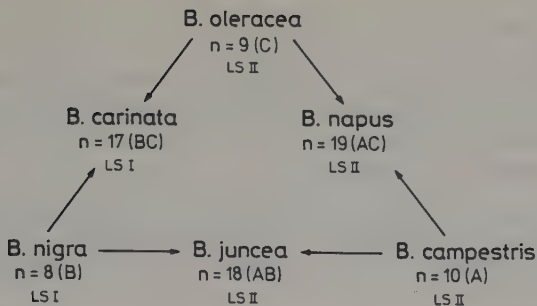 B. oleracea
n = 9 (C)
LS II
B. carinata
n = 17 (BC)
LS I
B. napus
n = 19 (AC)
LS II
B. nigra
n = 8 (B)
LS I
B. juncea
n = 18 (AB)
LS II
B. campestris
n = 10 (A)
LS II